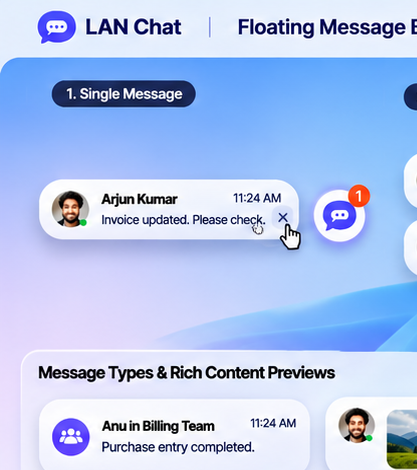 LAN Chat | Floating Message
1. Single Message
Arjun Kumar 11:24 AM
Invoice updated. Please check.
1
Message Types & Rich Content Previews
Anu in Billing Team 11:24 AM
Purchase entry completed.